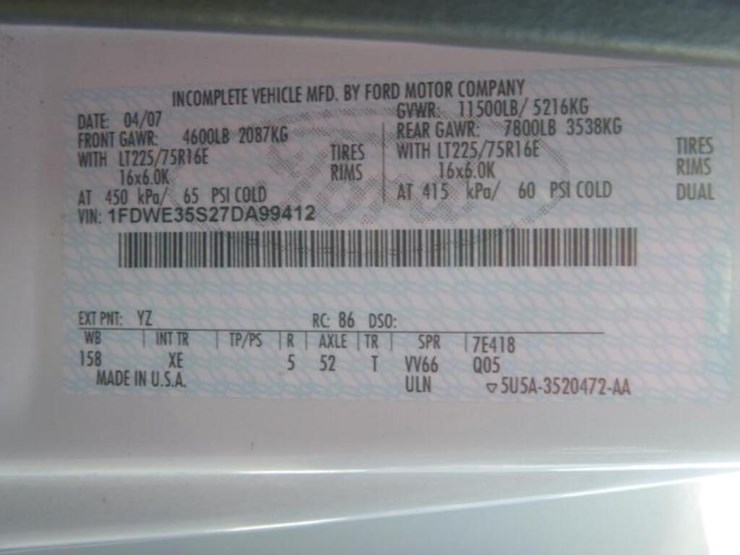 INCOMPLETE VEHICLE MFD. BY FORD MOTOR COMPANY
DATE: 04/07 GVWR: 11500LB/ 5216KG
FRONT GAWR: 4600LB 2087KG REAR GAWR: 7800LB 3538KG
WITH LT225/75R16E TIRES WITH LT225/75R16E TIRES
16x6.0K RIMS 16x6.0K RIMS
AT 450 kPa/ 65 PSI COLD AT 415 kPa/ 60 PSI COLD DUAL
VIN: 1FDWE35S27DA99412
EXT PNT: YZ RC: 86 DSO:
WB INT TR TP/PS R AXLE TR SPR 7E418
158 XE 5 52 T VV66 Q05
MADE IN U.S.A. ULN ▽5U5A-3520472-AA